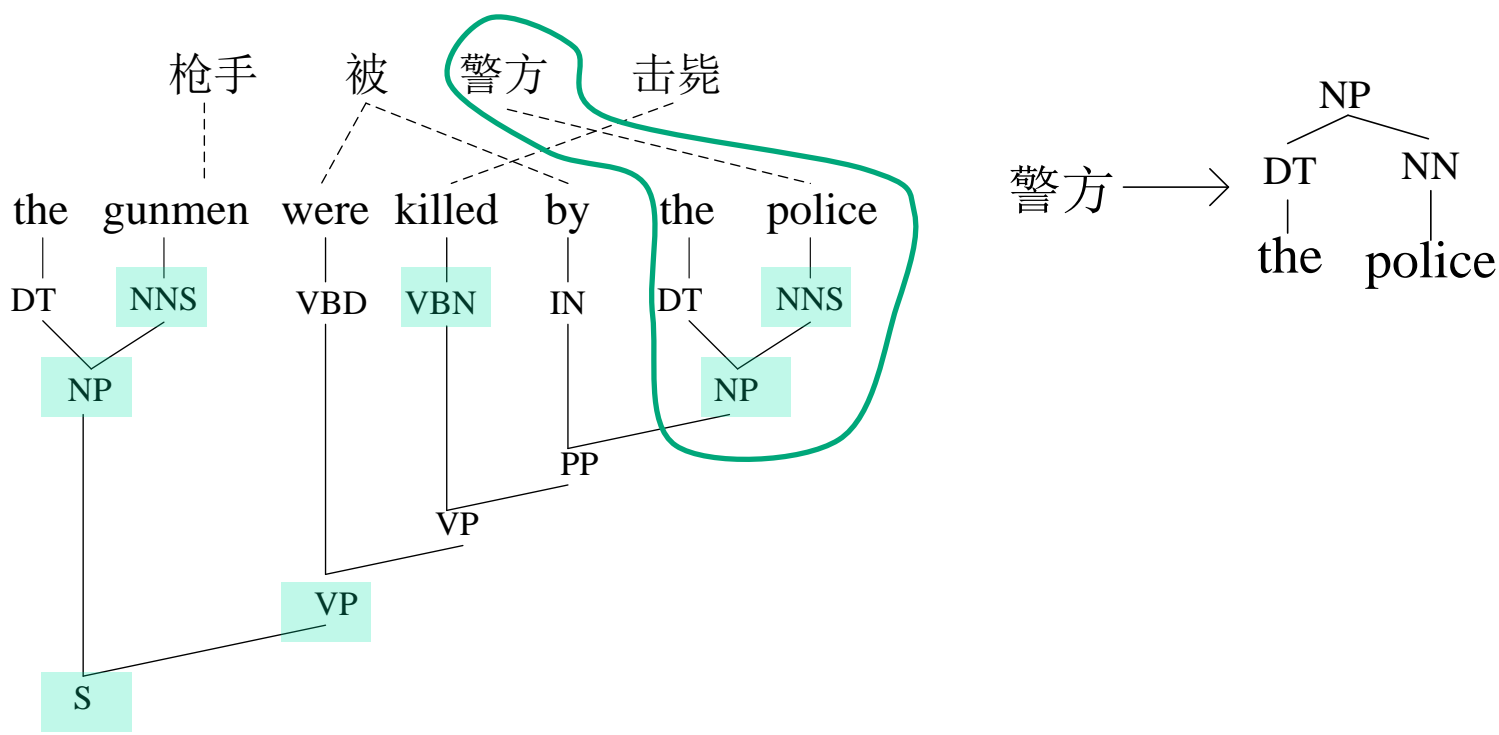 枪手 被 警方 击毙
the gunmen were killed by the police
DT NNS VBD VBN IN DT NNS
NP NP
PP
VP
VP
S
NP
DT NN
警方
the police